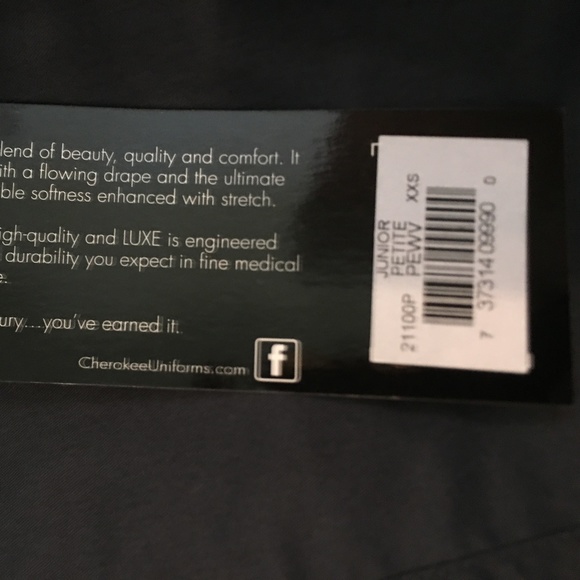 lend of beauty, quality and comfort. It
ith a flowing drape and the ultimate
ble softness enhanced with stretch.
igh-quality and LUXE is engineered
durability you expect in fine medical
e.
ury...you've earned it.
CherokeeUniforms.com
f
21100P
JUNIOR
PETITE
PEWV XXS
7 37314 09990 0